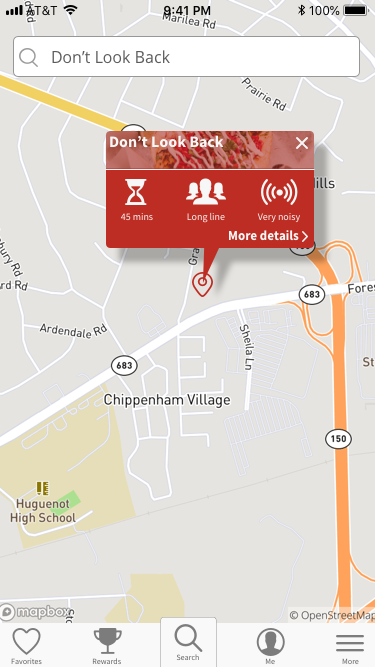 AT&T 9:41 PM 100%
Marilea Rd
Don't Look Back
Prairie Rd
Don't Look Back
45 mins Long line Very noisy
More details
683
Ardendale Rd
Sheila Ln
683
Chippenham Village
150
Huguenot
High School
mapbox
© OpenStreetMap
Favorites Rewards Search Me More